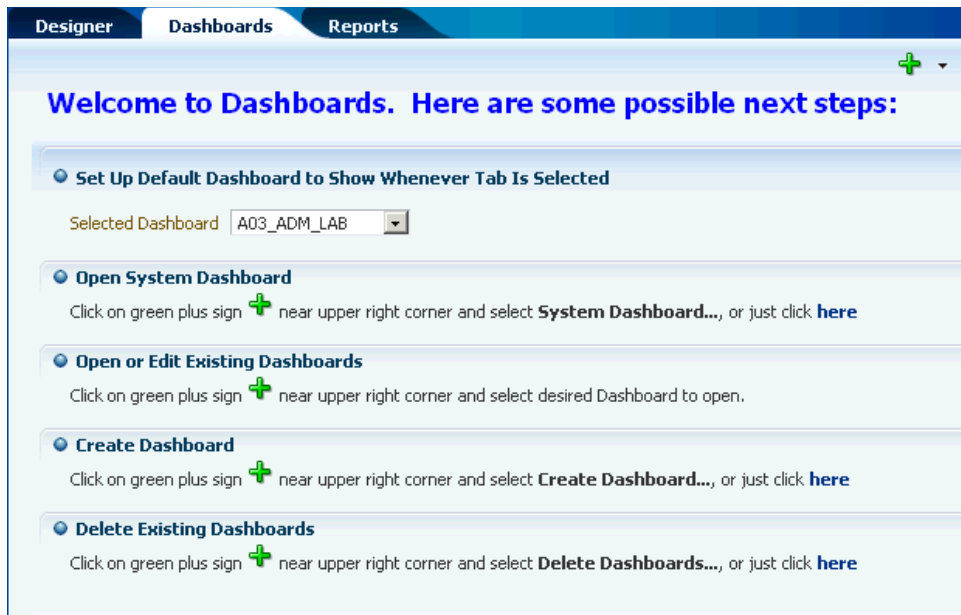 Designer Dashboards Reports
Welcome to Dashboards. Here are some possible next steps:
Set Up Default Dashboard to Show Whenever Tab Is Selected
Selected Dashboard A03_ADM_LAB
Open System Dashboard
Click on green plus sign near upper right corner and select System Dashboard..., or just click here
Open or Edit Existing Dashboards
Click on green plus sign near upper right corner and select desired Dashboard to open.
Create Dashboard
Click on green plus sign near upper right corner and select Create Dashboard..., or just click here
Delete Existing Dashboards
Click on green plus sign near upper right corner and select Delete Dashboards..., or just click here